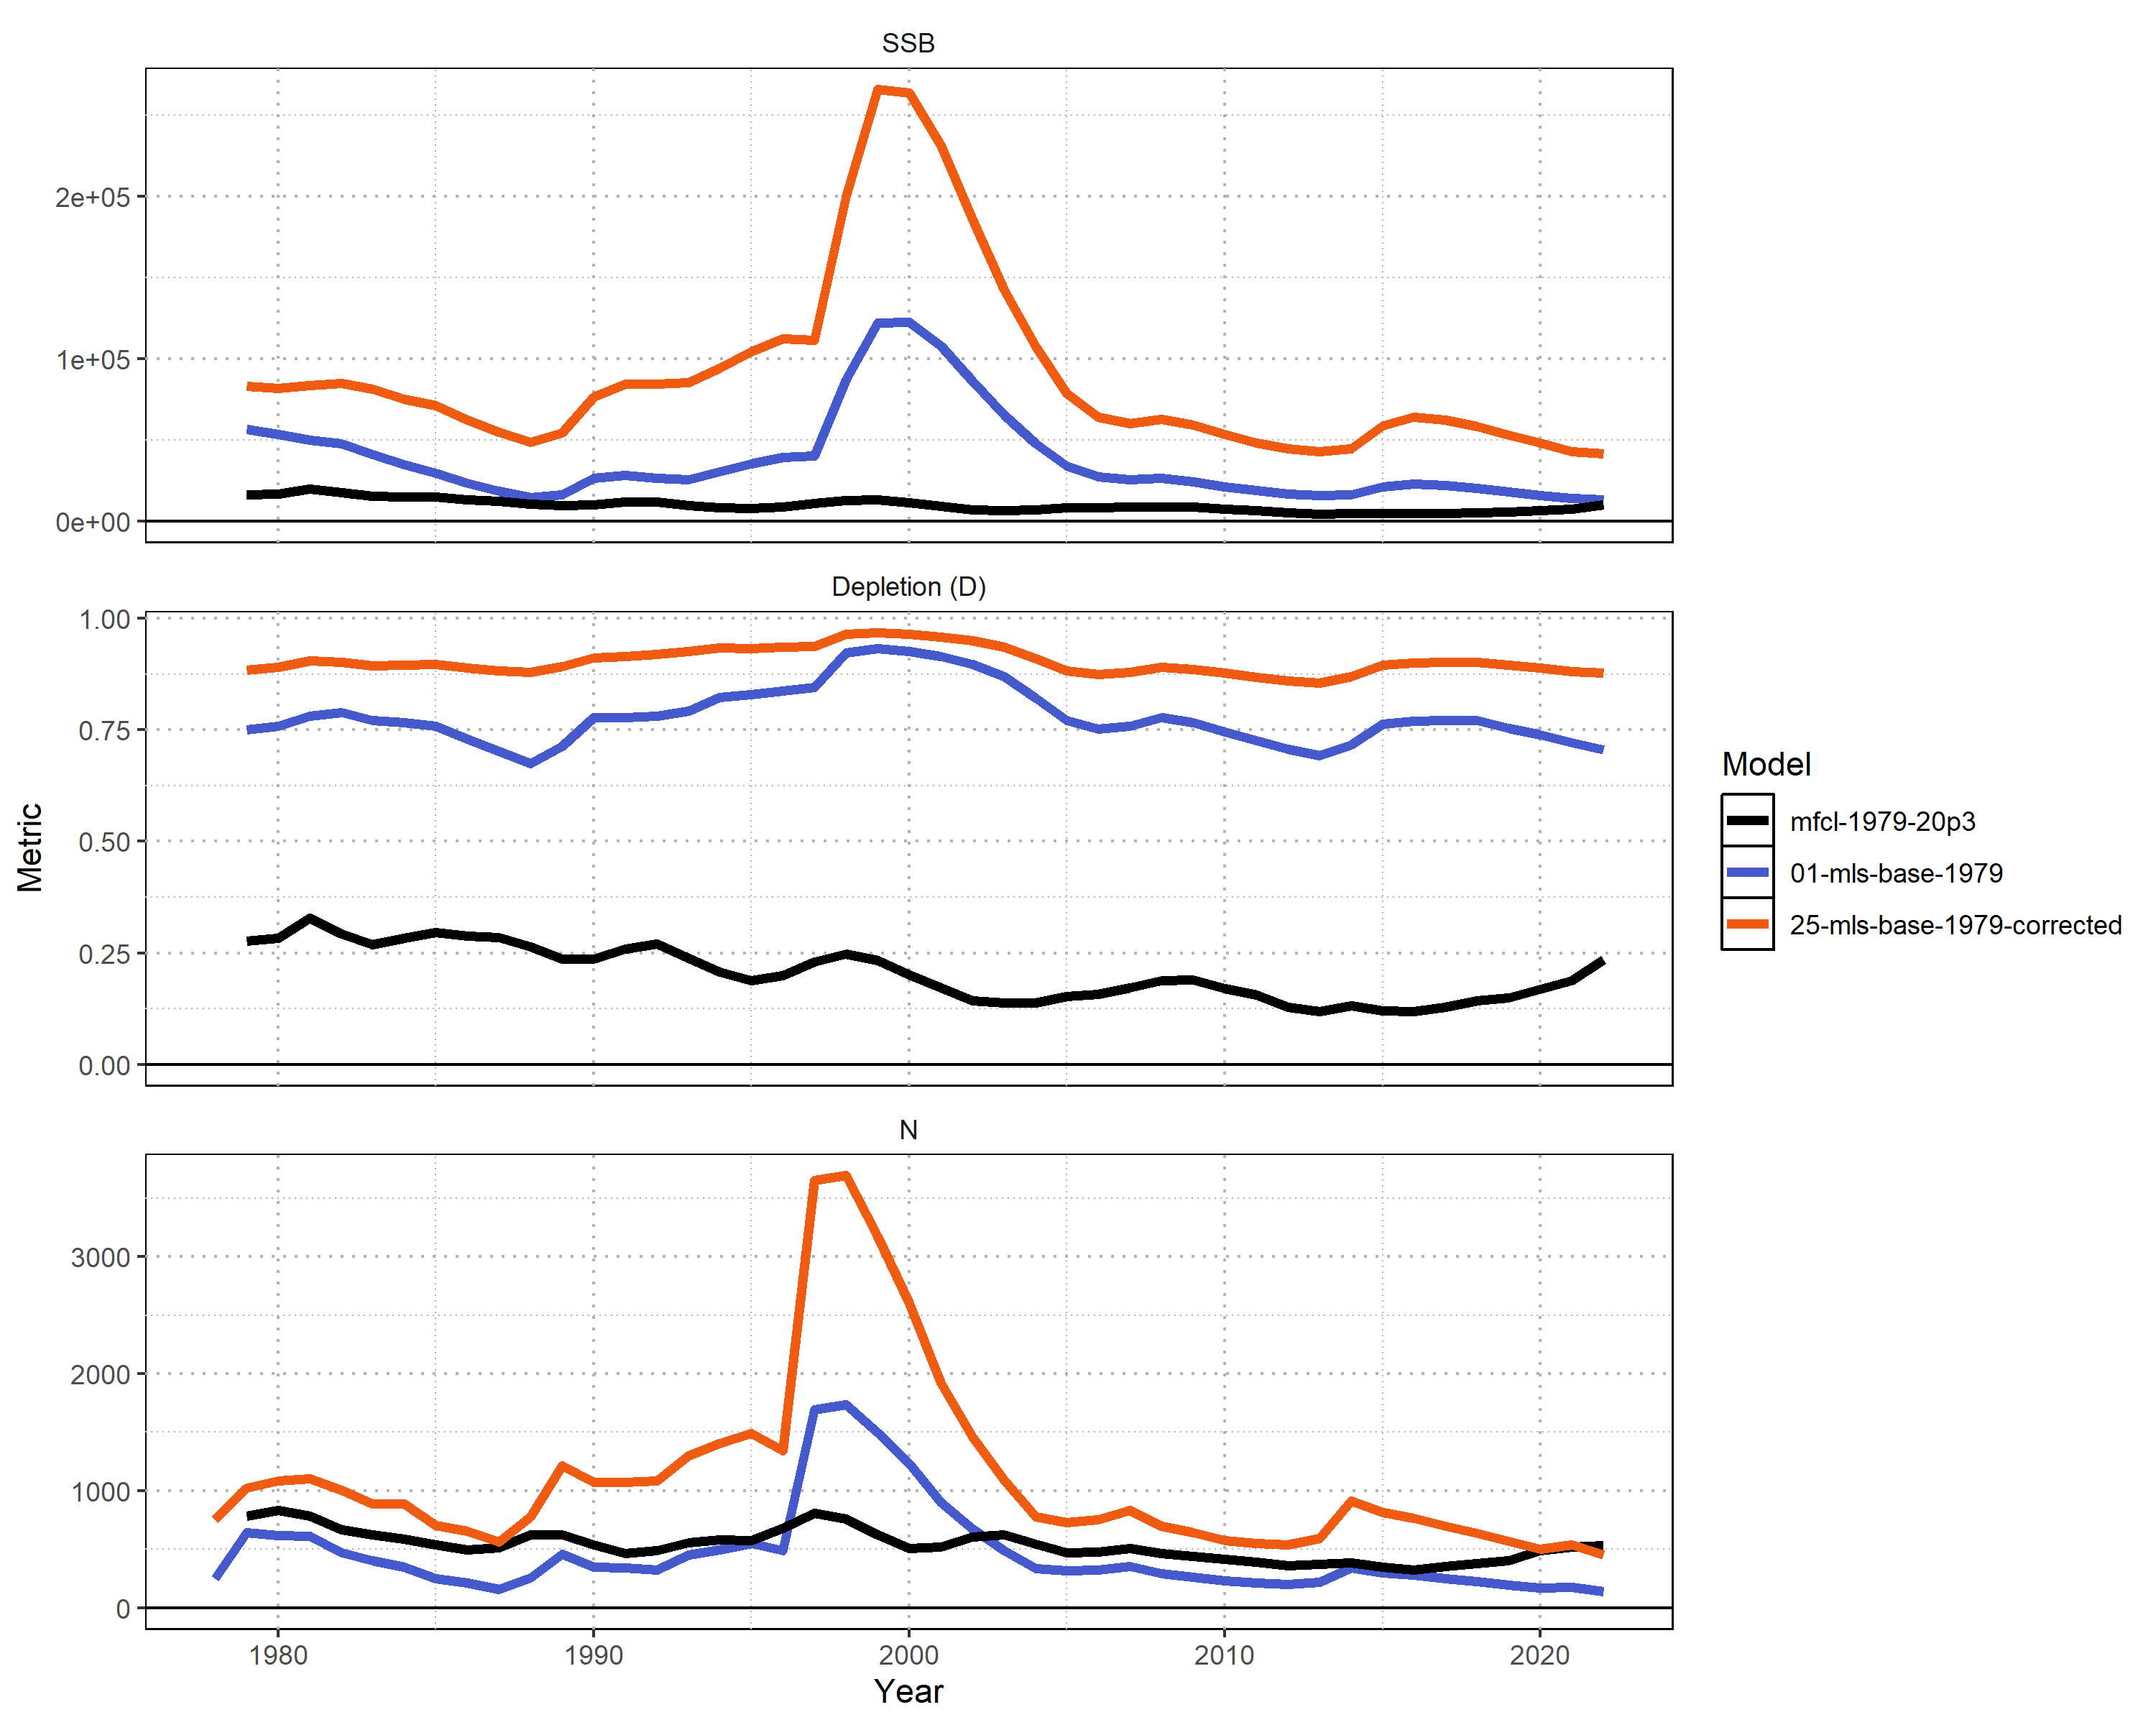 SSB
2e+05
1e+05
0e+00
Depletion (D)
1.00
0.75
0.50
0.25
0.00
N
3000
2000
1000
0
1980 1990 2000 2010 2020
Year
Metric
Model
mfcl-1979-20p3
01-mls-base-1979
25-mls-base-1979-corrected